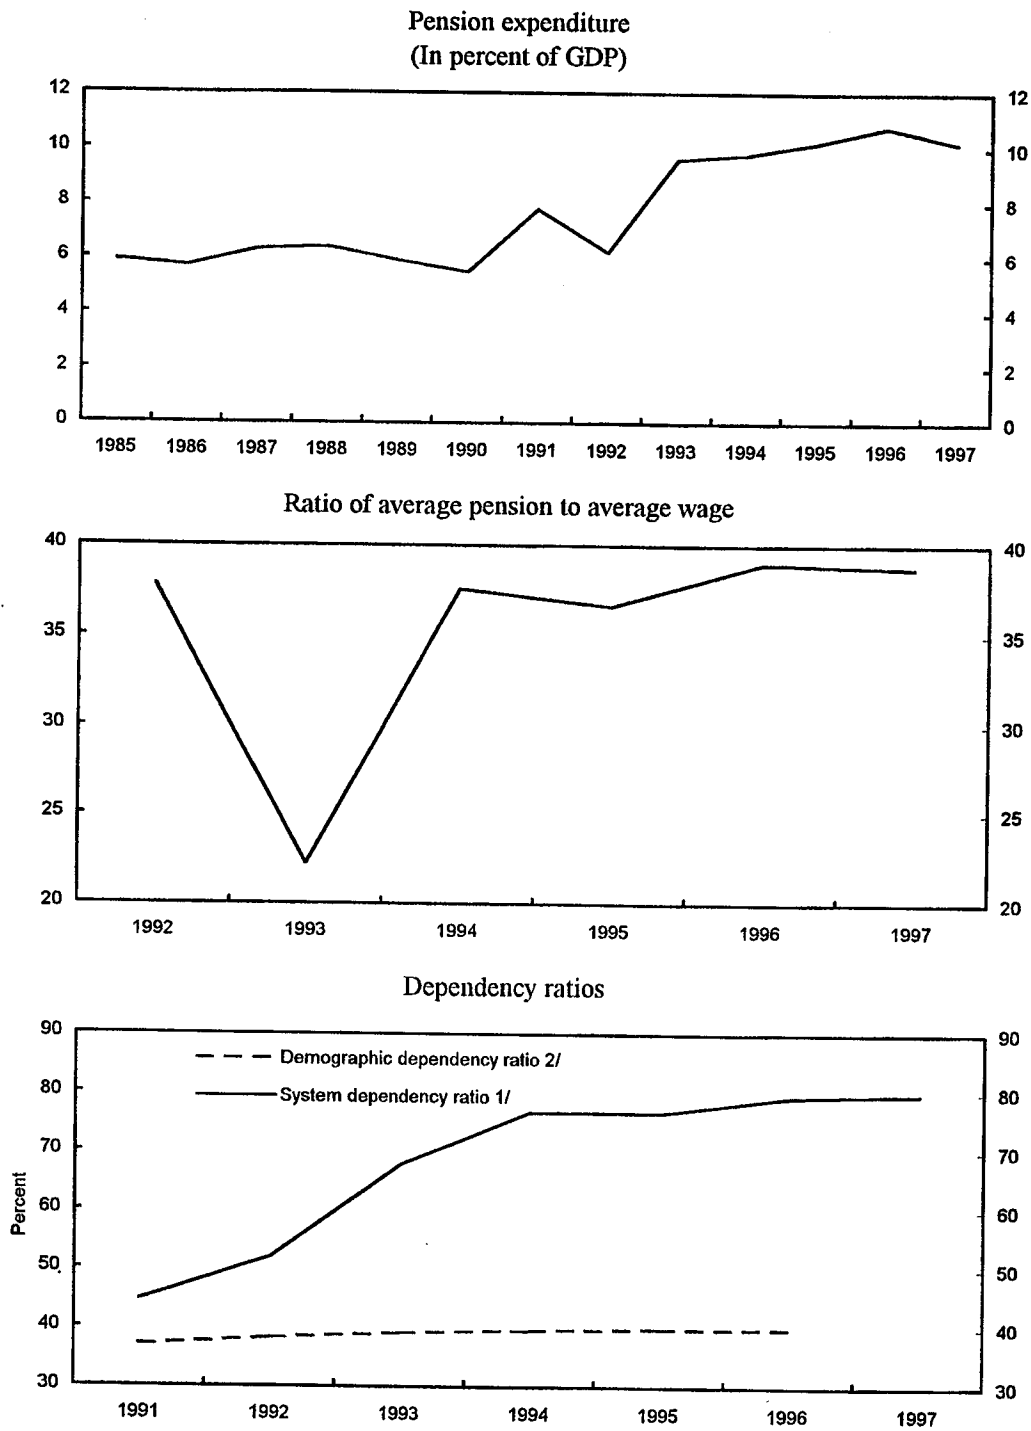 Pension expenditure
(In percent of GDP)
12 12
10 10
8 8
6 6
4 4
2 2
0 0
1985 1986 1987 1988 1989 1990 1991 1992 1993 1994 1995 1996 1997
Ratio of average pension to average wage
40 40
35 35
30 30
25 25
20 20
1992 1993 1994 1995 1996 1997
Dependency ratios
90 90
Demographic dependency ratio 2/
80 80
System dependency ratio 1/
70 70
Percent
60 60
50 50
40 40
30 30
1991 1992 1993 1994 1995 1996 1997